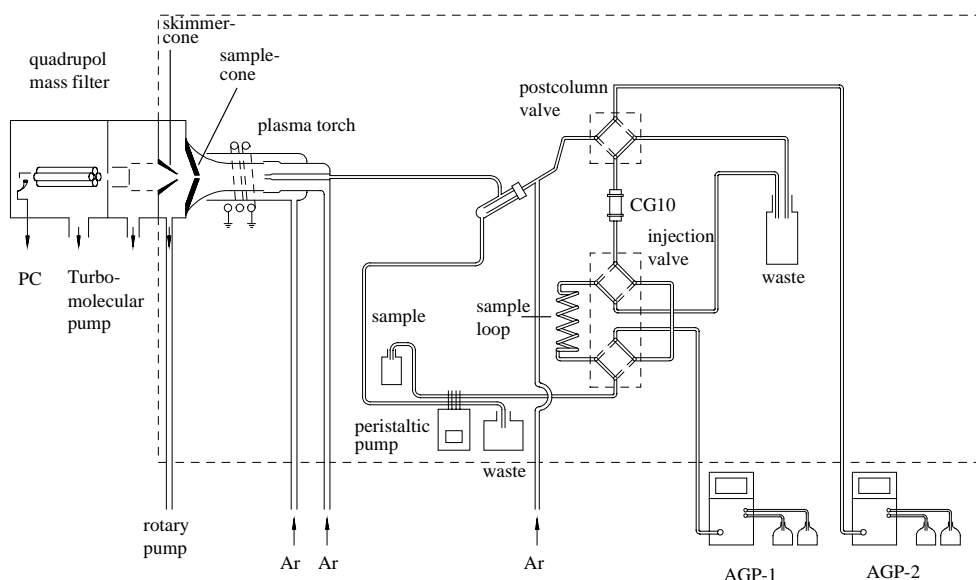 skimmer-
cone
quadrupol
mass filter
sample-
cone
plasma torch
postcolumn
valve
CG10
injection
valve
waste
PC
Turbo-
molecular
pump
sample
sample
loop
peristaltic
pump
waste
rotary
pump
Ar
Ar
Ar
AGP-1
AGP-2